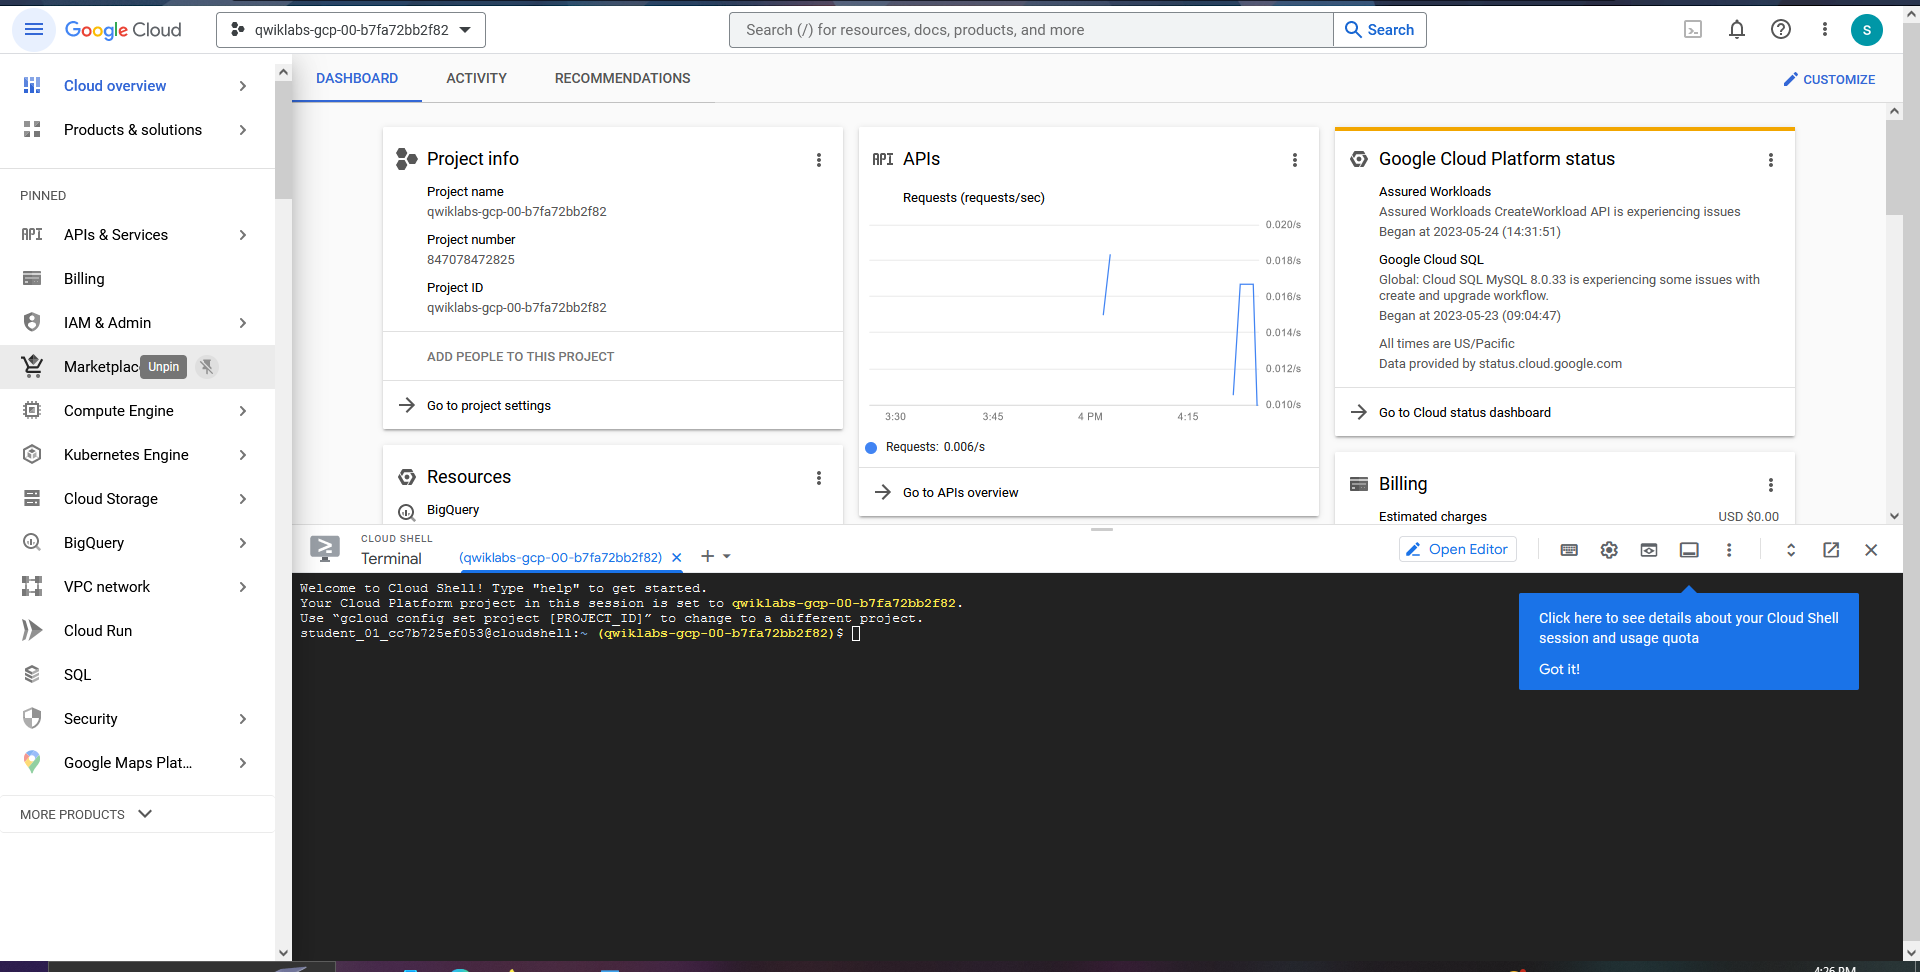 Google Cloud
qwiklabs-gcp-00-b7fa72bb2f82
Search (/) for resources, docs, products, and more
Search
S
Cloud overview
Products & solutions
PINNED
API APIs & Services
Billing
IAM & Admin
Marketplac Unpin
Compute Engine
Kubernetes Engine
Cloud Storage
BigQuery
VPC network
Cloud Run
SQL
Security
Google Maps Plat...
MORE PRODUCTS
DASHBOARD
ACTIVITY
RECOMMENDATIONS
CUSTOMIZE
Project info
Project name
qwiklabs-gcp-00-b7fa72bb2f82
Project number
847078472825
Project ID
qwiklabs-gcp-00-b7fa72bb2f82
ADD PEOPLE TO THIS PROJECT
Go to project settings
Resources
BigQuery
API APIs
Requests (requests/sec)
0.020/s
0.018/s
0.016/s
0.014/s
0.012/s
0.010/s
3:30 3:45 4 PM 4:15
Requests: 0.006/s
Go to APIs overview
Google Cloud Platform status
Assured Workloads
Assured Workloads CreateWorkload API is experiencing issues
Began at 2023-05-24 (14:31:51)
Google Cloud SQL
Global: Cloud SQL MySQL 8.0.33 is experiencing some issues with
create and upgrade workflow.
Began at 2023-05-23 (09:04:47)
All times are US/Pacific
Data provided by status.cloud.google.com
Go to Cloud status dashboard
Billing
Estimated charges USD $0.00
CLOUD SHELL
Terminal
(qwiklabs-gcp-00-b7fa72bb2f82)
Open Editor
Welcome to Cloud Shell! Type "help" to get started.
Your Cloud Platform project in this session is set to qwiklabs-gcp-00-b7fa72bb2f82.
Use “gcloud config set project [PROJECT_ID]” to change to a different project.
student_01_cc7b725ef053@cloudshell:~ (qwiklabs-gcp-00-b7fa72bb2f82)$
Click here to see details about your Cloud Shell
session and usage quota
Got it!
4:26 PM